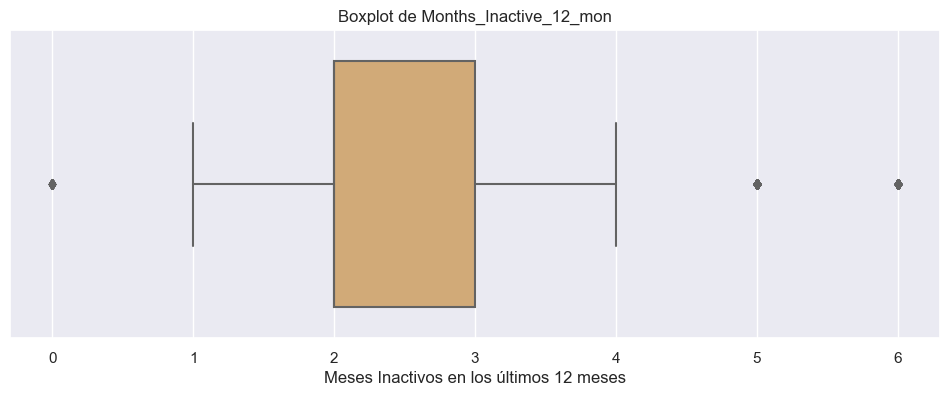 Boxplot de Months_Inactive_12_mon
0 1 2 3 4 5 6
Meses Inactivos en los últimos 12 meses